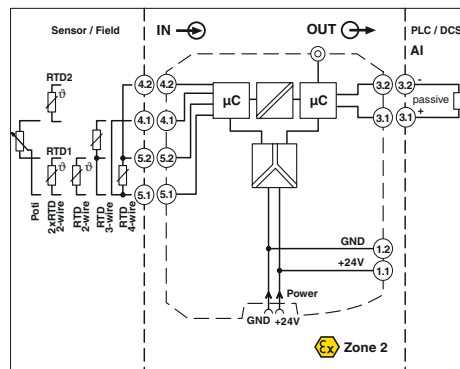 Sensor / Field
IN
OUT
PLC / DCS
AI
RTD2
ϑ
4.2
4.2
µC
µC
3.2
3.2
-
passive
+
4.1
4.1
3.1
3.1
RTD1
ϑ
ϑ
5.2
5.2
5.1
5.1
Poti
2xRTD
2-wire
RTD
2-wire
RTD
3-wire
RTD
4-wire
GND
1.2
+24V
1.1
Power
GND
+24V
Ex
Zone 2